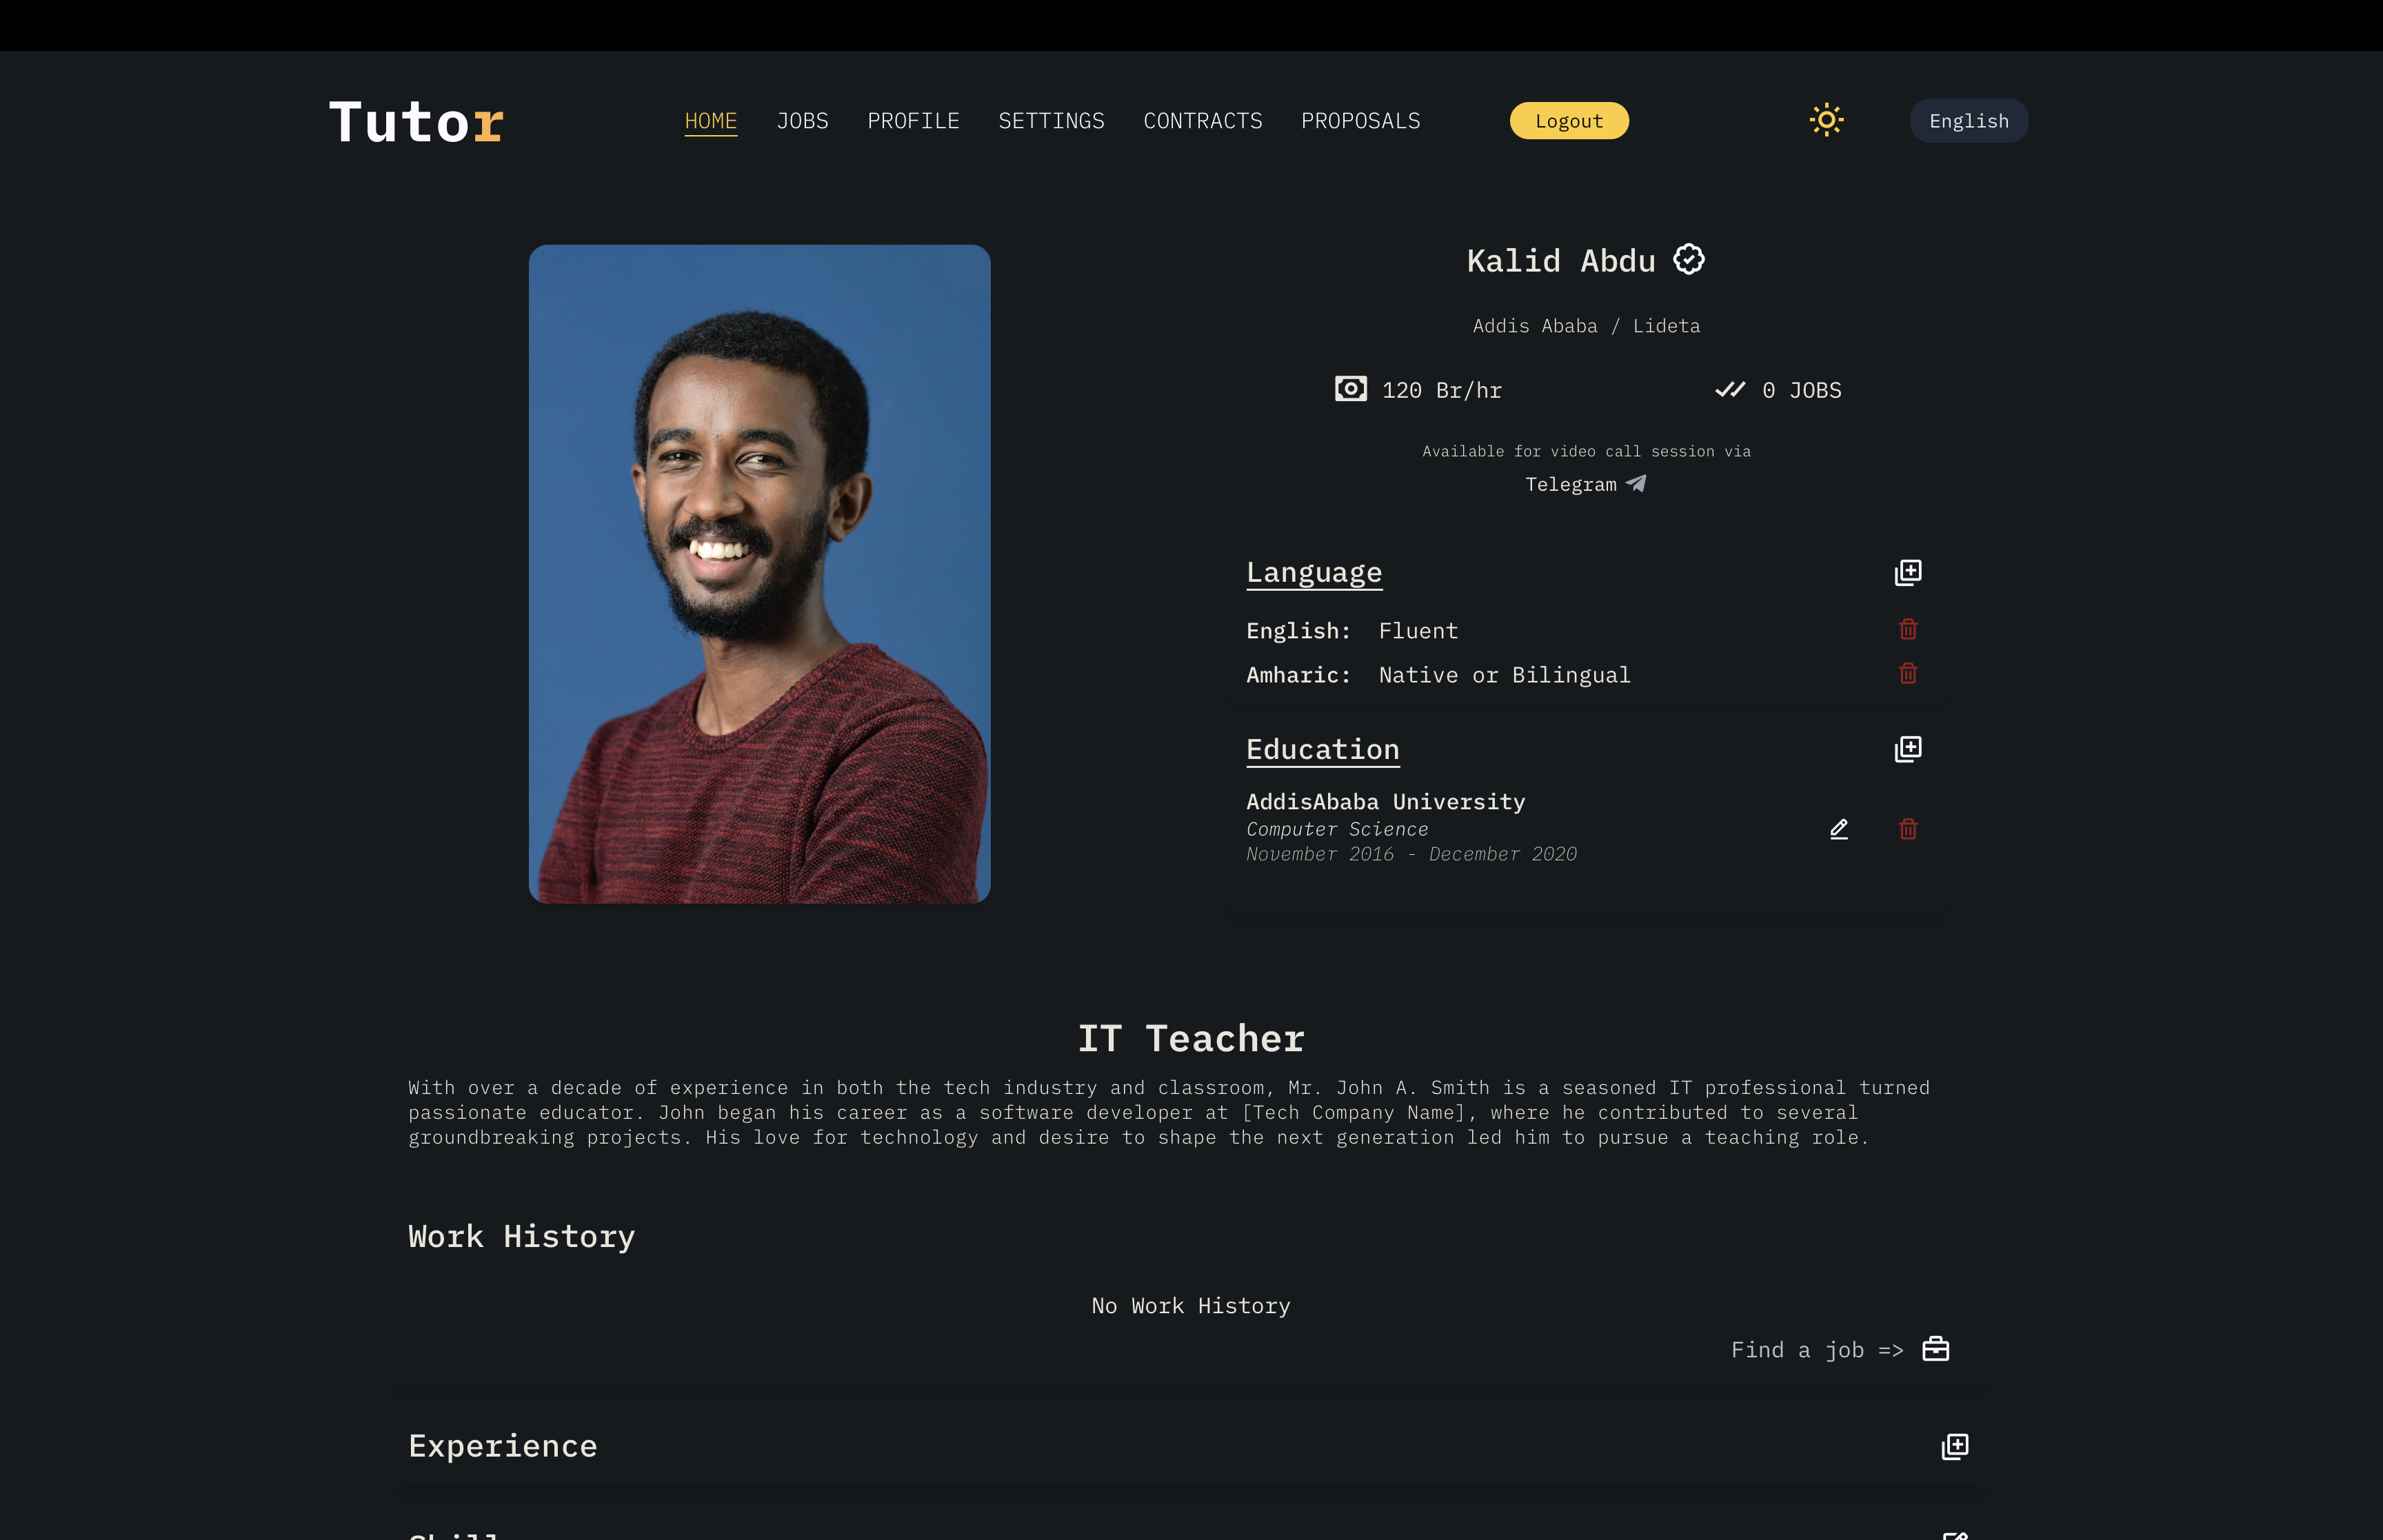 Tutor
HOME JOBS PROFILE SETTINGS CONTRACTS PROPOSALS Logout English
Kalid Abdu
Addis Ababa / Lideta
120 Br/hr 0 JOBS
Available for video call session via
Telegram
Language
English: Fluent
Amharic: Native or Bilingual
Education
AddisAbaba University
Computer Science
November 2016 - December 2020
IT Teacher
With over a decade of experience in both the tech industry and classroom, Mr. John A. Smith is a seasoned IT professional turned
passionate educator. John began his career as a software developer at [Tech Company Name], where he contributed to several
groundbreaking projects. His love for technology and desire to shape the next generation led him to pursue a teaching role.
Work History
No Work History
Find a job =>
Experience